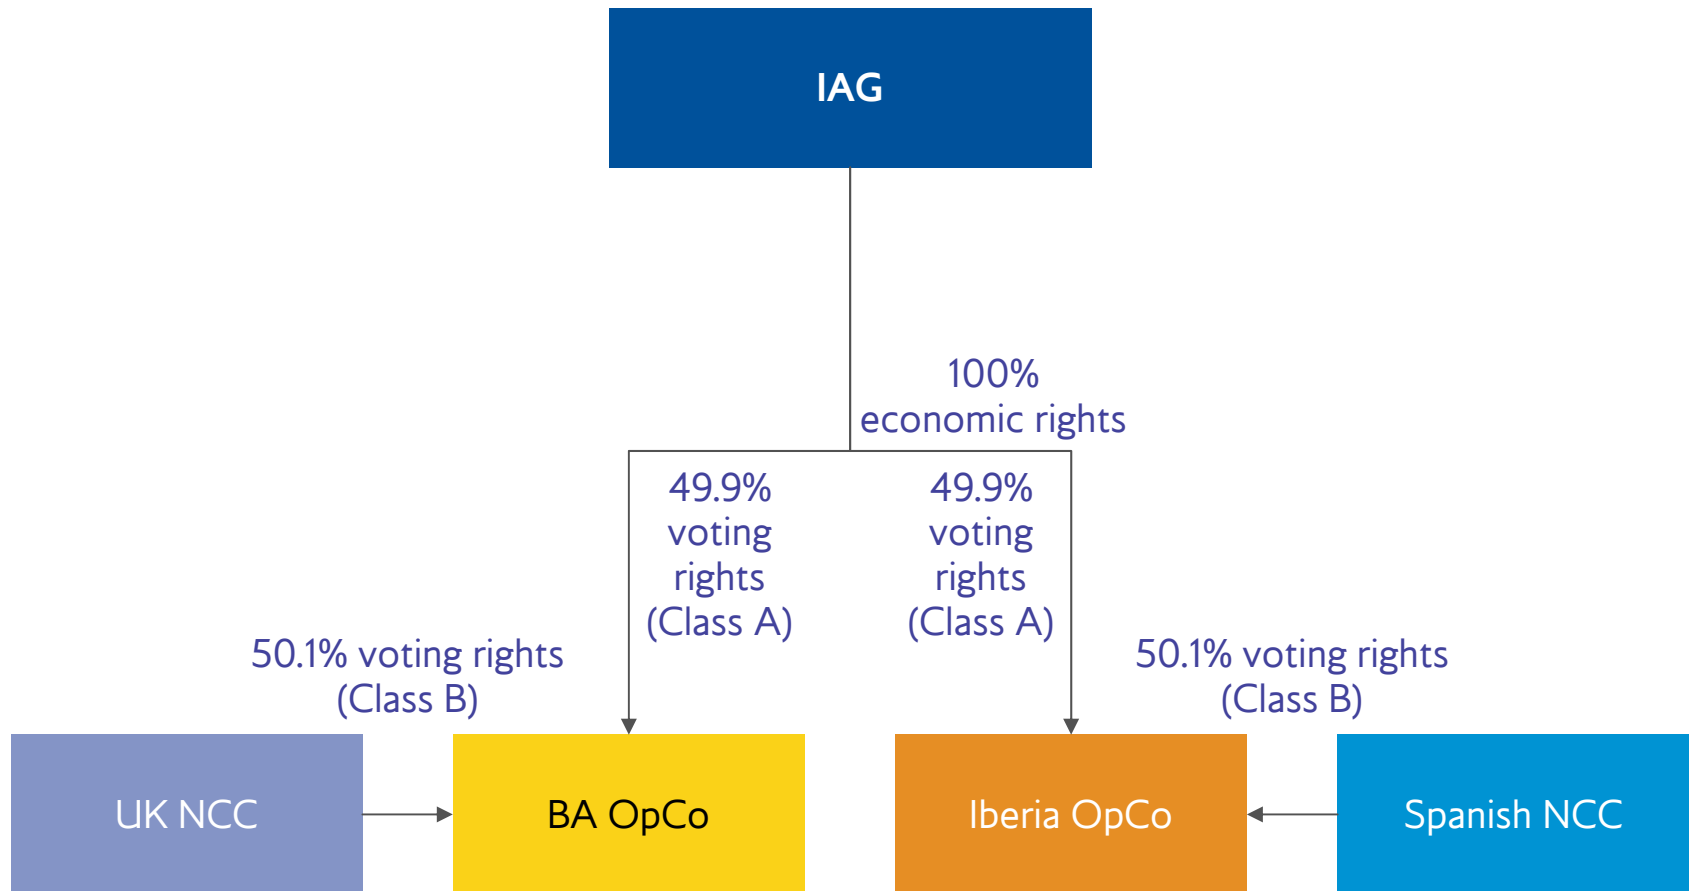 IAG
100%
economic rights
49.9%
voting
rights
(Class A)
49.9%
voting
rights
(Class A)
50.1% voting rights
(Class B)
50.1% voting rights
(Class B)
UK NCC
BA OpCo
Iberia OpCo
Spanish NCC